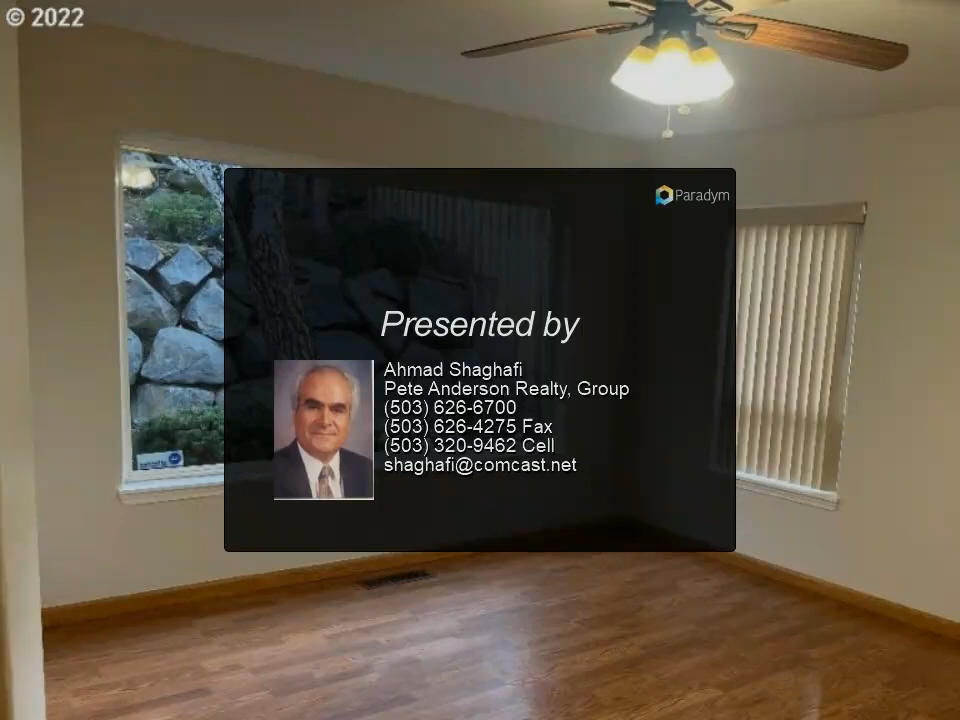 © 2022
Paradym
Presented by
Ahmad Shaghafi
Pete Anderson Realty, Group
(503) 626-6700
(503) 626-4275 Fax
(503) 320-9462 Cell
shaghafi@comcast.net